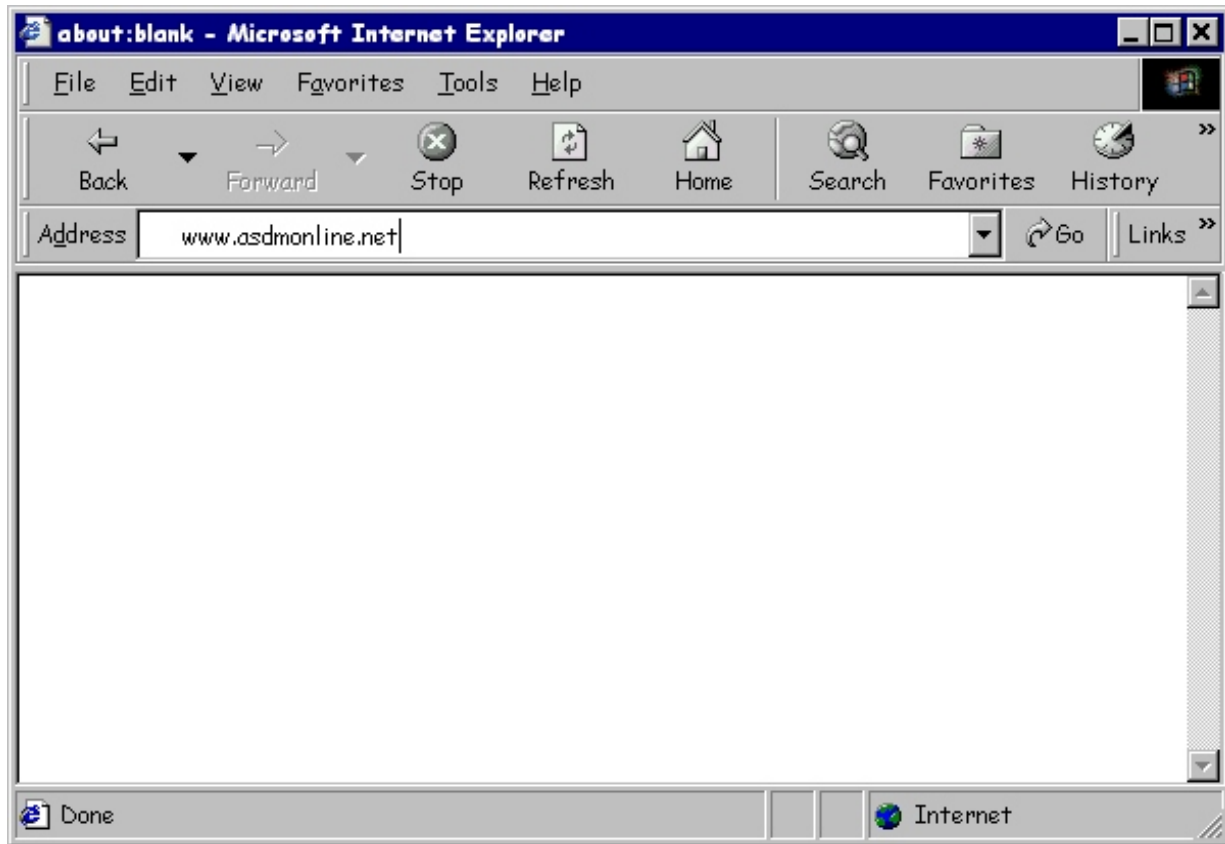 about:blank - Microsoft Internet Explorer
File Edit View Favorites Tools Help
Back Forward Stop Refresh Home Search Favorites History »
Address www.asdmonline.net Go Links »
Done Internet